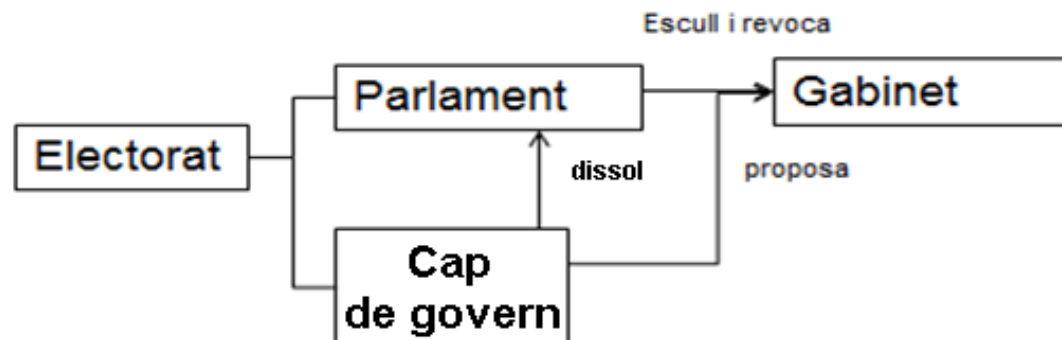 Escull i revoca
Parlament
Gabinet
Electorat
dissol
proposa
Cap
de govern